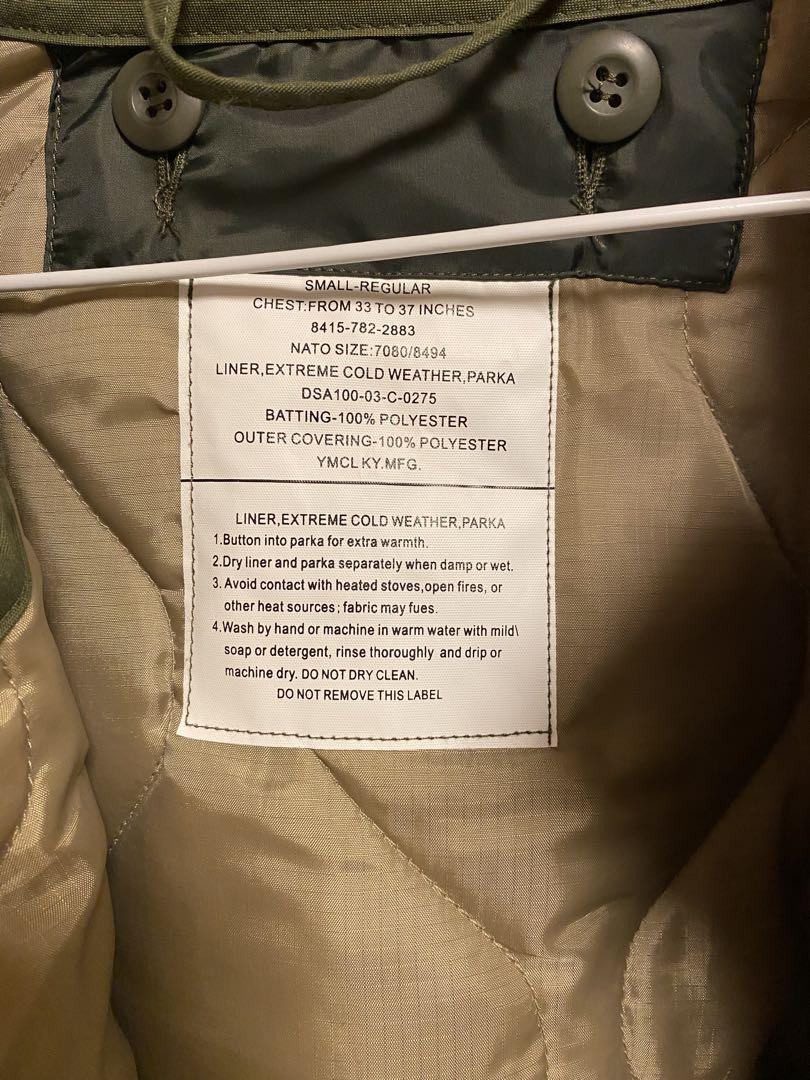 SMALL-REGULAR
CHEST:FROM 33 TO 37 INCHES
8415-782-2883
NATO SIZE:7080/8494
LINER,EXTREME COLD WEATHER,PARKA
DSA100-03-C-0275
BATTING-100% POLYESTER
OUTER COVERING-100% POLYESTER
YMCLKY.MFG.
LINER,EXTREME COLD WEATHER,PARKA
1.Button into parka for extra warmth.
2.Dry liner and parka separately when damp or wet.
3. Avoid contact with heated stoves,open fires, or
other heat sources; fabric may fues.
4.Wash by hand or machine in warm water with mild\
soap or detergent, rinse thoroughly and drip or
machine dry. DO NOT DRY CLEAN.
DO NOT REMOVE THIS LABEL